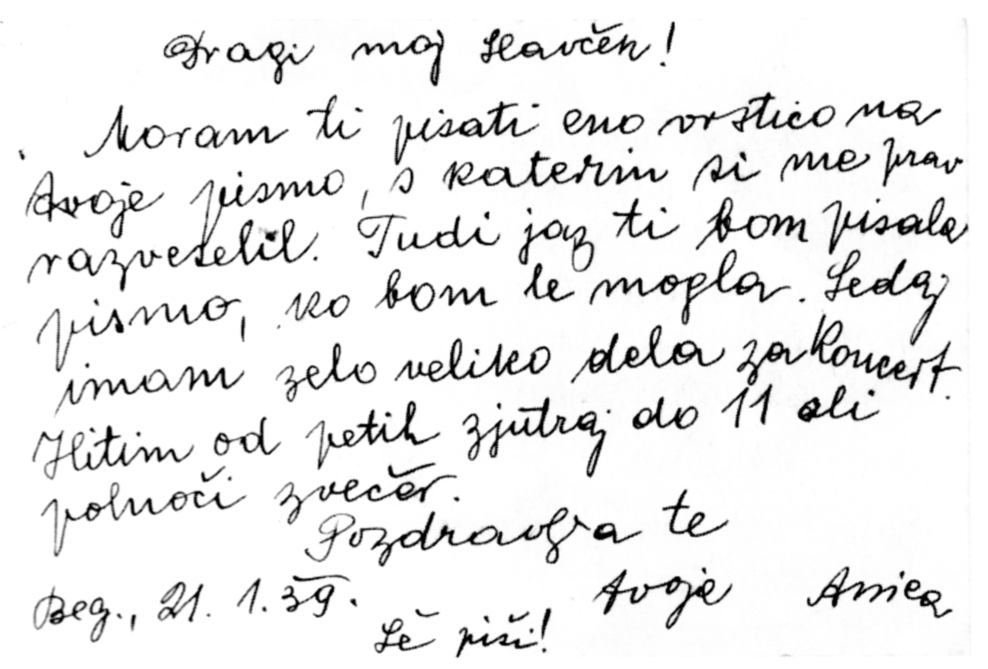 Dragi moj Slavček!
Moram ti pisati eno vrstico na
tvoje pismo, s katerim si me prav
razveselil. Tudi jaz ti bom pisala
pismo, ko bom le mogla. Sedaj
imam zelo veliko dela za koncert.
Hitim od petih zjutraj do 11 ali
polnoči zvečer.
Pozdravlja te
Beg., 21. 1. 39. tvoja Anica
Še piši!